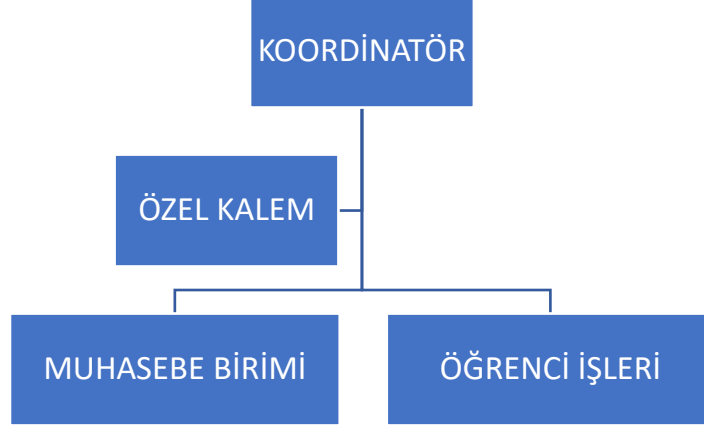 KOORDİNATÖR
ÖZEL KALEM
MUHASEBE BİRİMİ
ÖĞRENCİ İŞLERİ